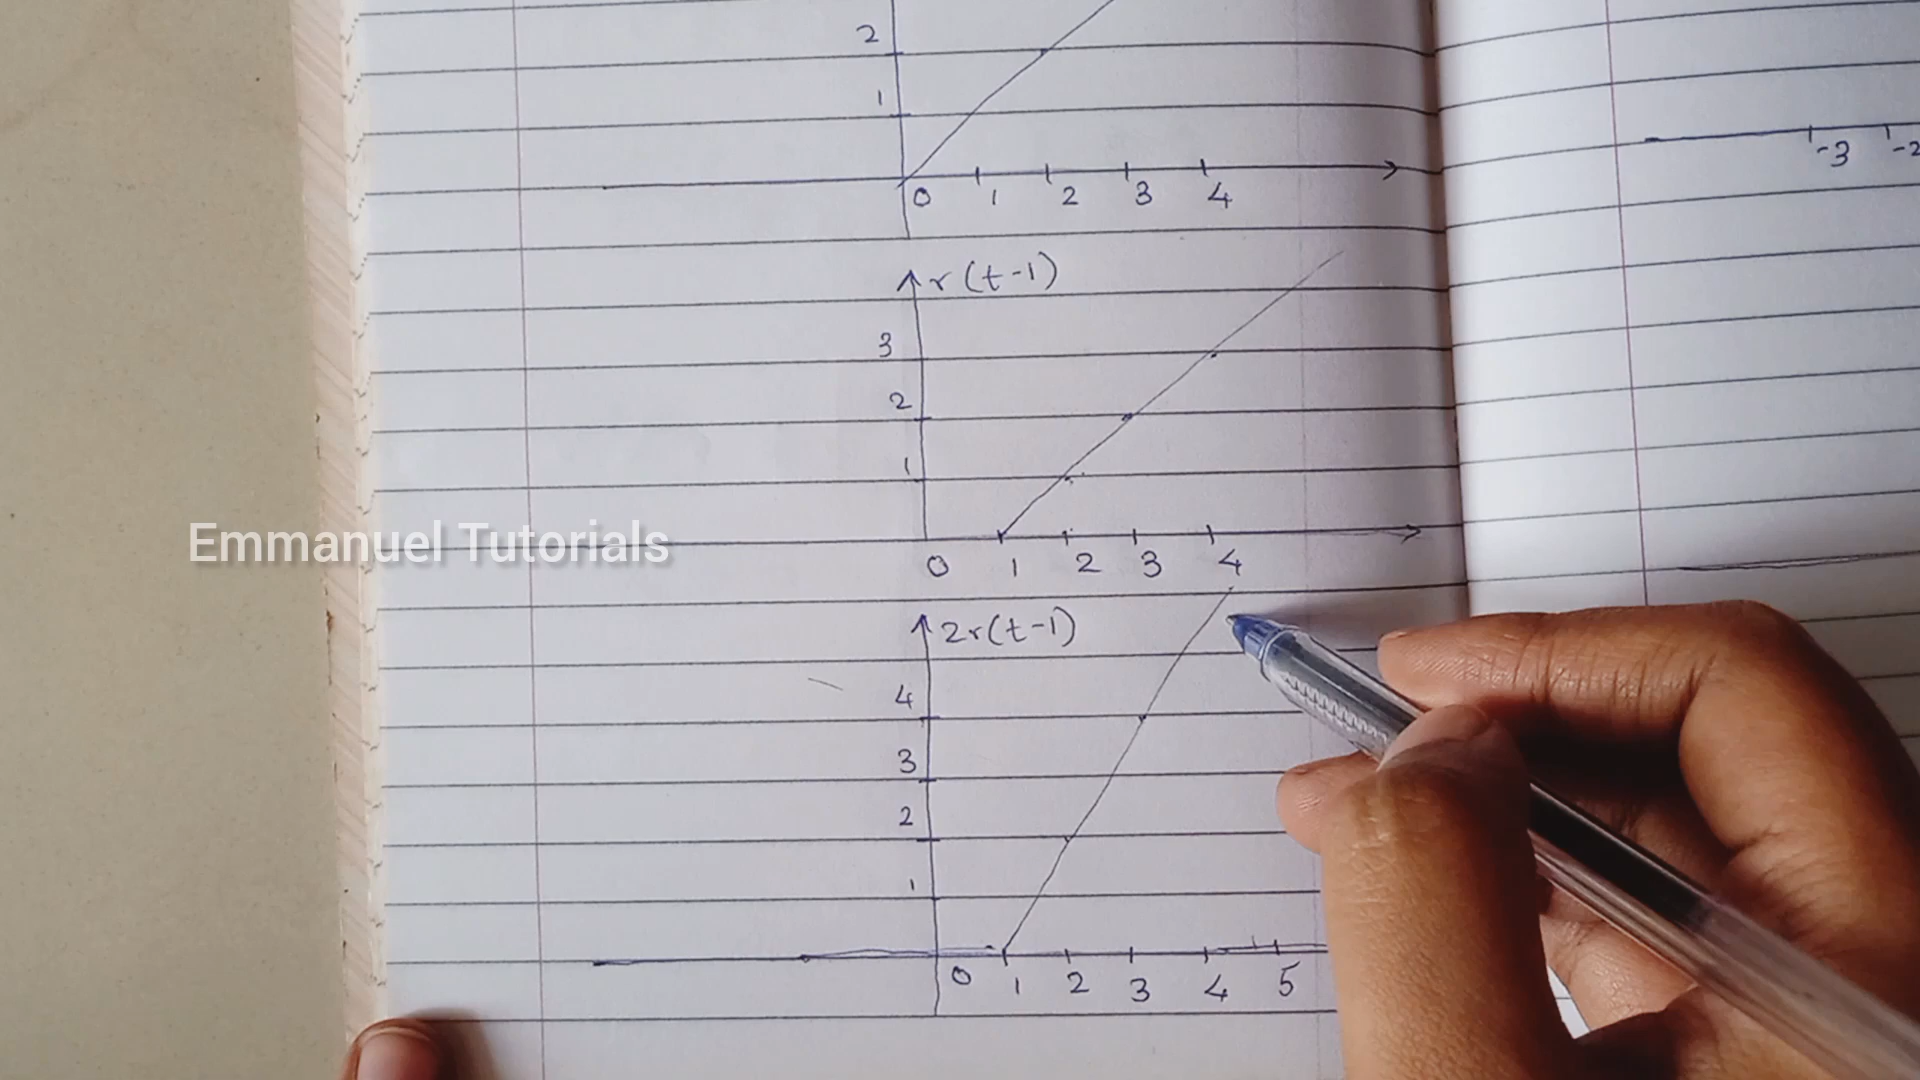 2
1
0 1 2 3 4
-3 -2
r(t-1)
3
2
1
0 1 2 3 4
Emmanuel Tutorials
2r(t-1)
4
3
2
1
0 1 2 3 4 5